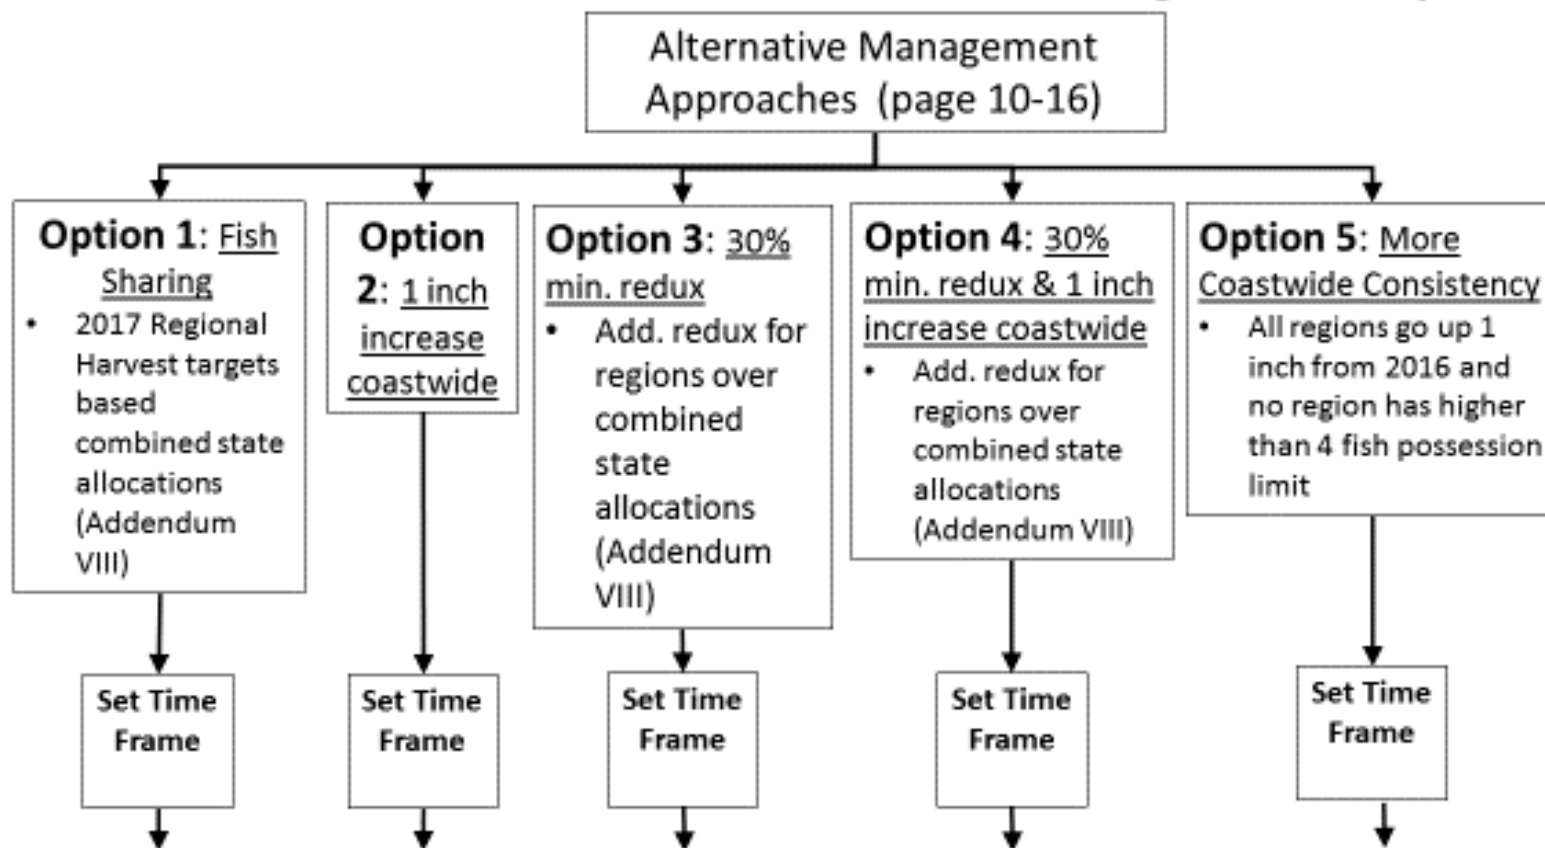 Alternative Management
Approaches (page 10-16)
Option 1: Fish
Sharing
• 2017 Regional
Harvest targets
based
combined state
allocations
(Addendum
VIII)
Option
2: 1 inch
increase
coastwide
Option 3: 30%
min. redux
• Add. redux for
regions over
combined
state
allocations
(Addendum
VIII)
Option 4: 30%
min. redux & 1 inch
increase coastwide
• Add. redux for
regions over
combined state
allocations
(Addendum VIII)
Option 5: More
Coastwide Consistency
• All regions go up 1
inch from 2016 and
no region has higher
than 4 fish possession
limit
Set Time
Frame
Set Time
Frame
Set Time
Frame
Set Time
Frame
Set Time
Frame